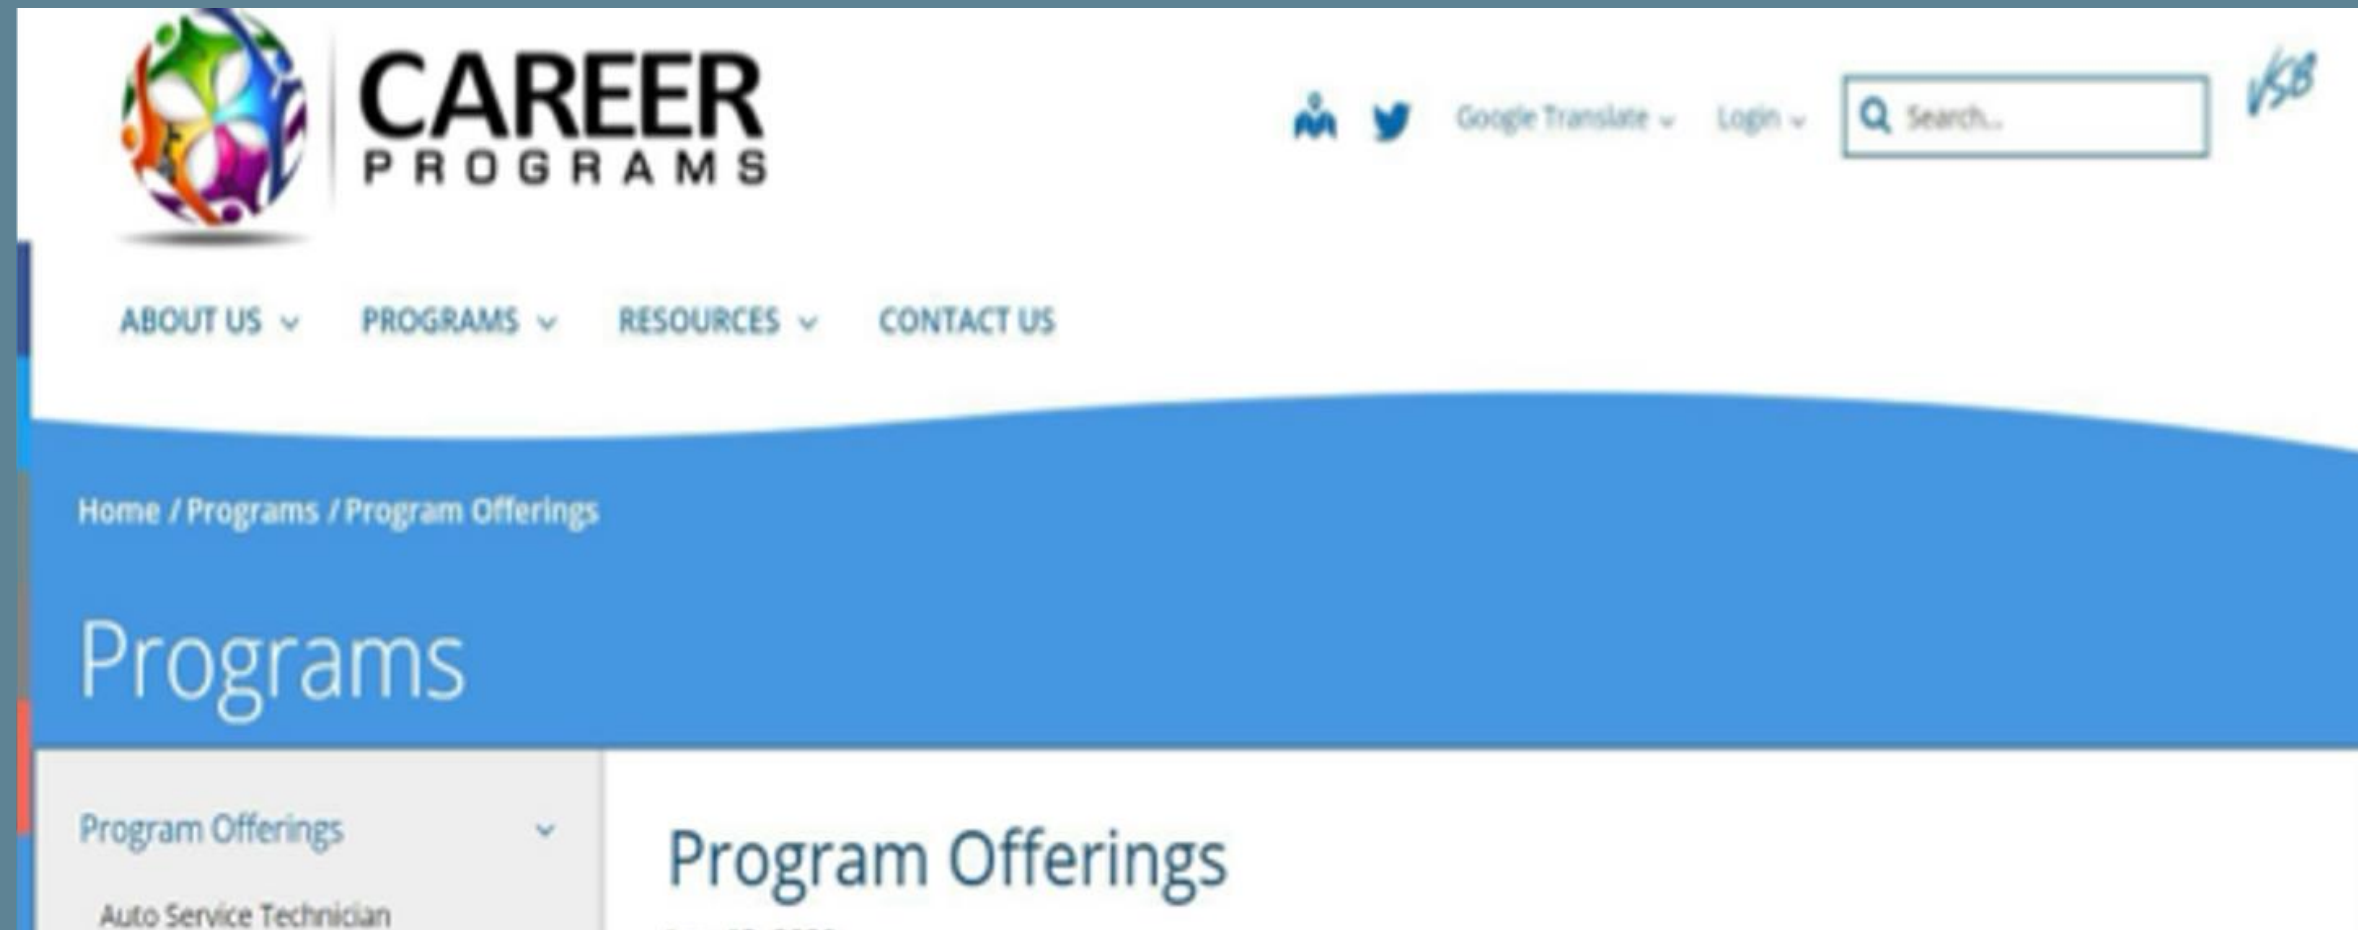 CAREER
PROGRAMS
Google Translate
Login
Search...
VSB
ABOUT US
PROGRAMS
RESOURCES
CONTACT US
Home / Programs / Program Offerings
Programs
Program Offerings
Auto Service Technician
Program Offerings